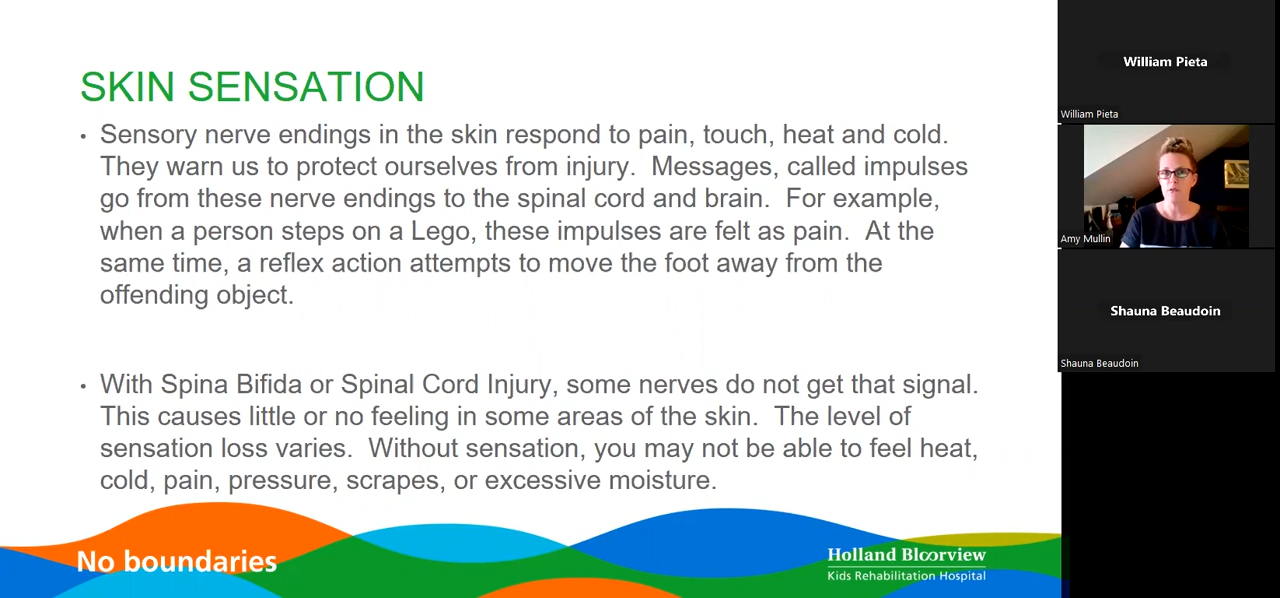 SKIN SENSATION
• Sensory nerve endings in the skin respond to pain, touch, heat and cold.
They warn us to protect ourselves from injury.  Messages, called impulses
go from these nerve endings to the spinal cord and brain.  For example,
when a person steps on a Lego, these impulses are felt as pain.  At the
same time, a reflex action attempts to move the foot away from the
offending object.
• With Spina Bifida or Spinal Cord Injury, some nerves do not get that signal.
This causes little or no feeling in some areas of the skin.  The level of
sensation loss varies.  Without sensation, you may not be able to feel heat,
cold, pain, pressure, scrapes, or excessive moisture.
No boundaries
Holland Bloorview
Kids Rehabilitation Hospital
William Pieta
William Pieta
Amy Mullin
Shauna Beaudoin
Shauna Beaudoin